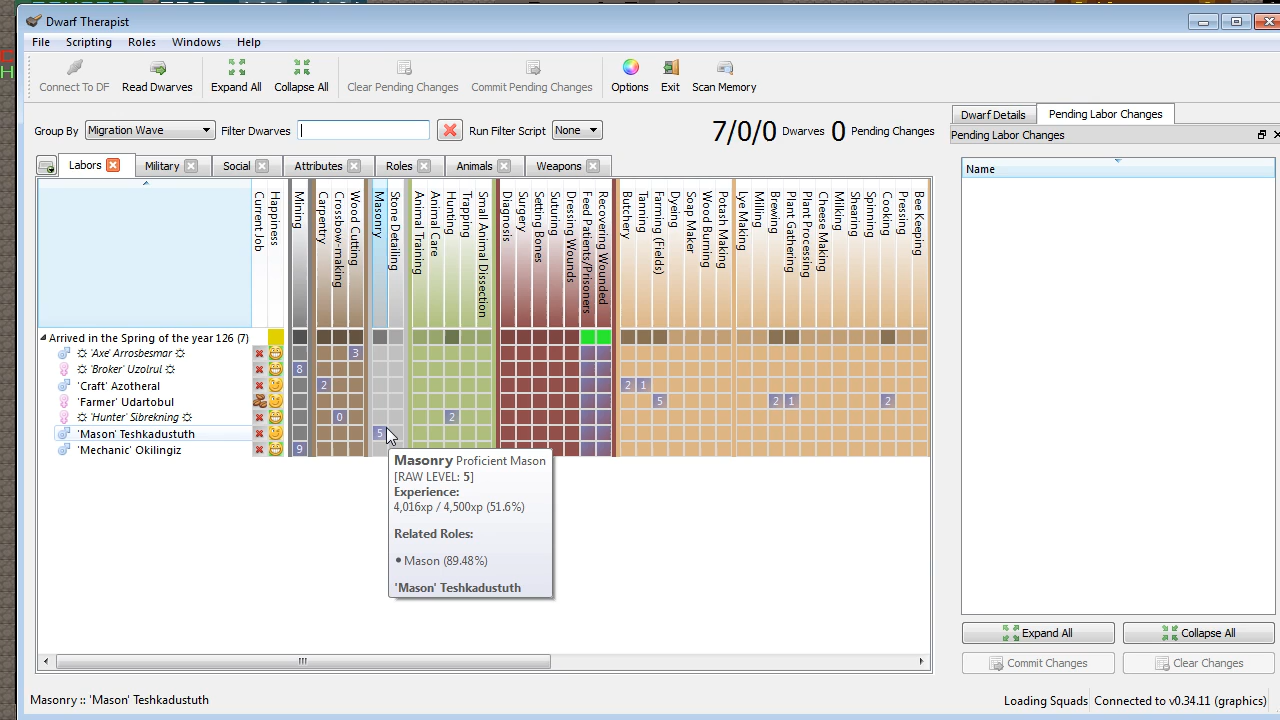 Dwarf Therapist
File Scripting Roles Windows Help
Connect To DF Read Dwarves Expand All Collapse All Clear Pending Changes Commit Pending Changes Options Exit Scan Memory
Group By Migration Wave Filter Dwarves Run Filter Script None 7/0/0 Dwarves 0 Pending Changes
Dwarf Details Pending Labor Changes
Pending Labor Changes
Name
Labors Military Social Attributes Roles Animals Weapons
Current Job
Happiness
Mining
Carpentry
Crossbow-making
Wood Cutting
Masonry
Stone Detailing
Animal Training
Animal Care
Hunting
Trapping
Small Animal Dissection
Diagnosis
Surgery
Setting Bones
Suturing
Dressing Wounds
Feed Patients/Prisoners
Recovering Wounded
Butchery
Tanning
Farming (Fields)
Dyeing
Soap Maker
Wood Burning
Potash Making
Lye Making
Milling
Brewing
Plant Gathering
Plant Processing
Cheese Making
Milking
Shearing
Spinning
Cooking
Pressing
Bee Keeping
Arrived in the Spring of the year 126 (7)
☼ 'Axe' Arrosbesmar ☼ 3
☼ 'Broker' Uzolrul ☼ 8
'Craft' Azotheral 2 2 1
'Farmer' Udartobul 5 2 1 2
☼ 'Hunter' Sibrekning ☼ 0 2
'Mason' Teshkadustuth 5
'Mechanic' Okilingiz 9
Masonry Proficient Mason
[RAW LEVEL: 5]
Experience:
4,016xp / 4,500xp (51.6%)
Related Roles:
• Mason (89.48%)
'Mason' Teshkadustuth
Expand All Collapse All
Commit Changes Clear Changes
Masonry :: 'Mason' Teshkadustuth Loading Squads Connected to v0.34.11 (graphics)